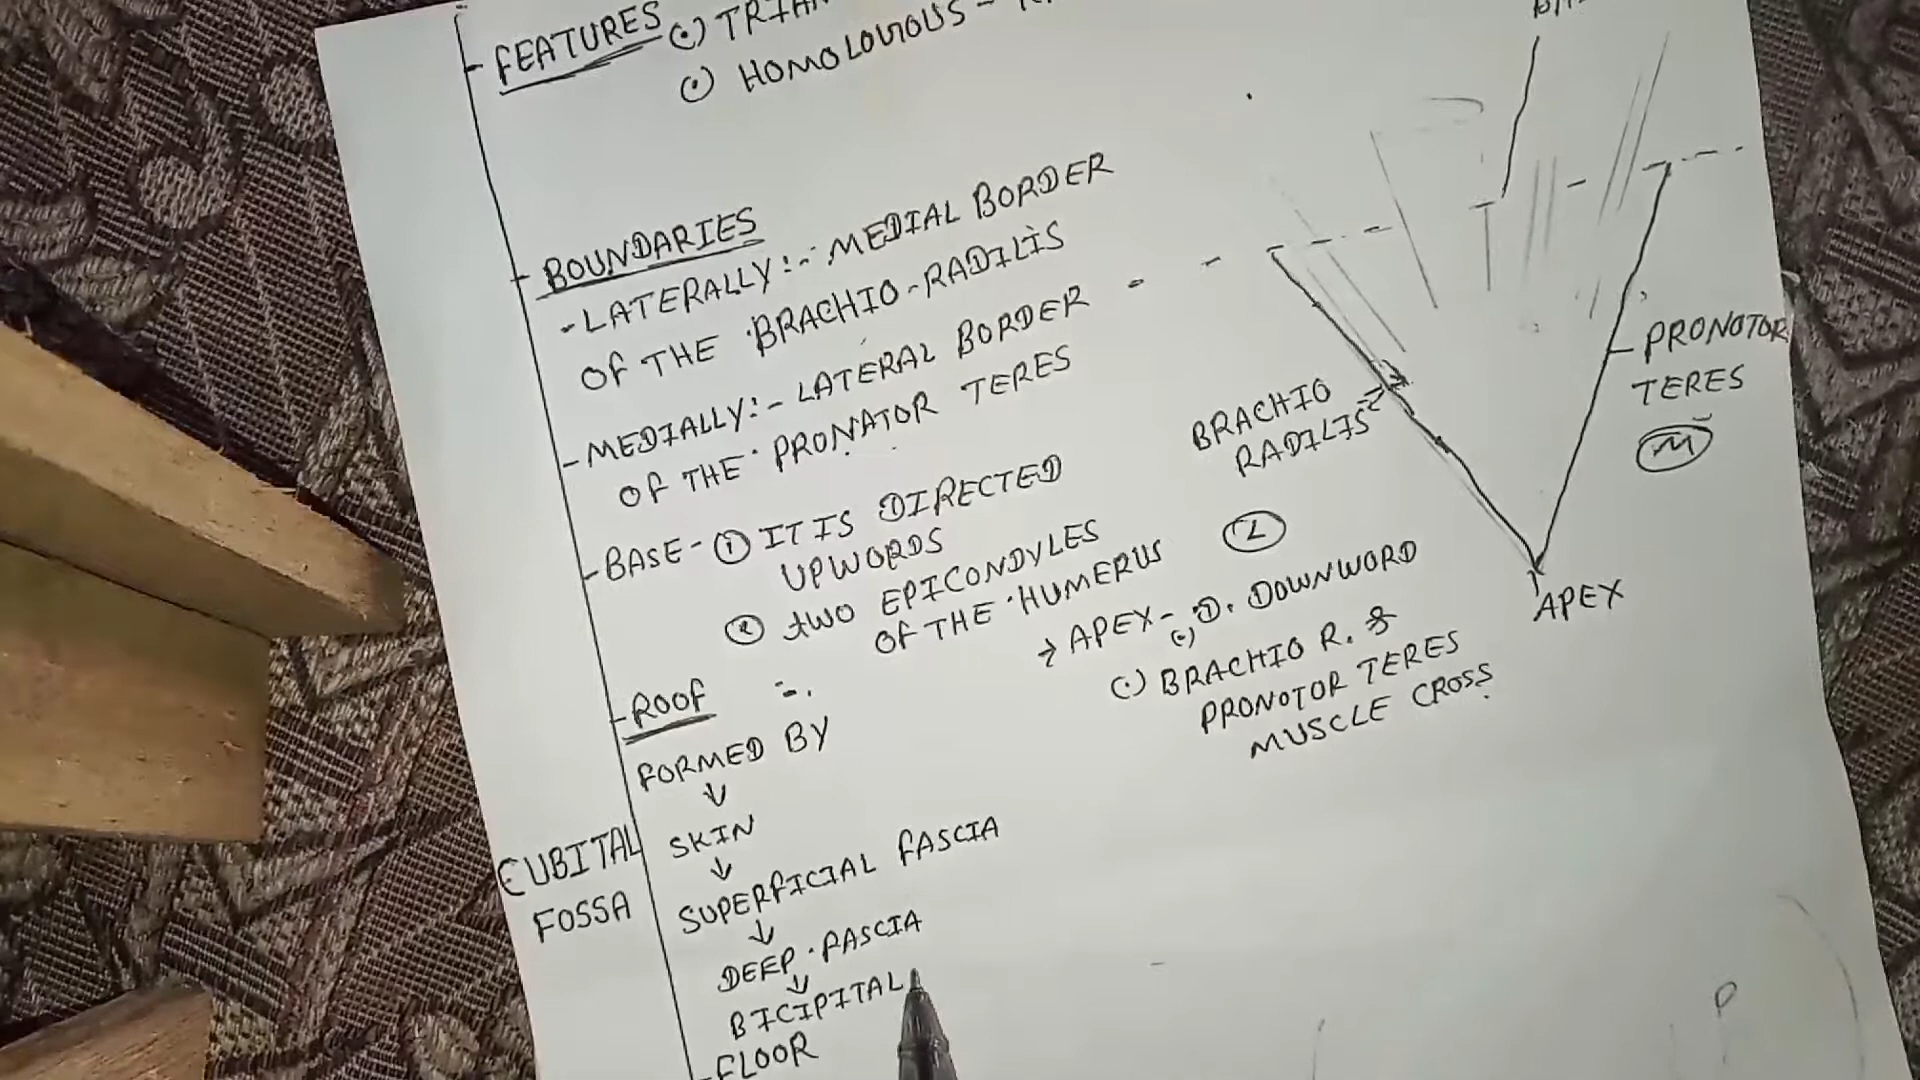 FEATURES
HOMOLOUIOUS -
BOUNDARIES
- LATERALLY:- MEDIAL BORDER
OF THE BRACHIO-RADILIS
- MEDIALLY:- LATERAL BORDER
OF THE PRONATOR TERES
- BASE - ① IT IS DIRECTED
UPWORDS
② TWO EPICONDYLES
OF THE HUMERUS
→ APEX - D. DOWNWORD
BRACHIO R. &
PRONOTOR TERES
MUSCLE CROSS
- ROOF :-
FORMED BY
↓
SKIN
↓
SUPERFICIAL FASCIA
↓
DEEP FASCIA
↓
BICIPITAL
- FLOOR
CUBITAL
FOSSA
BRACHIO
RADILIS
L
PRONOTOR
TERES
M
APEX
P